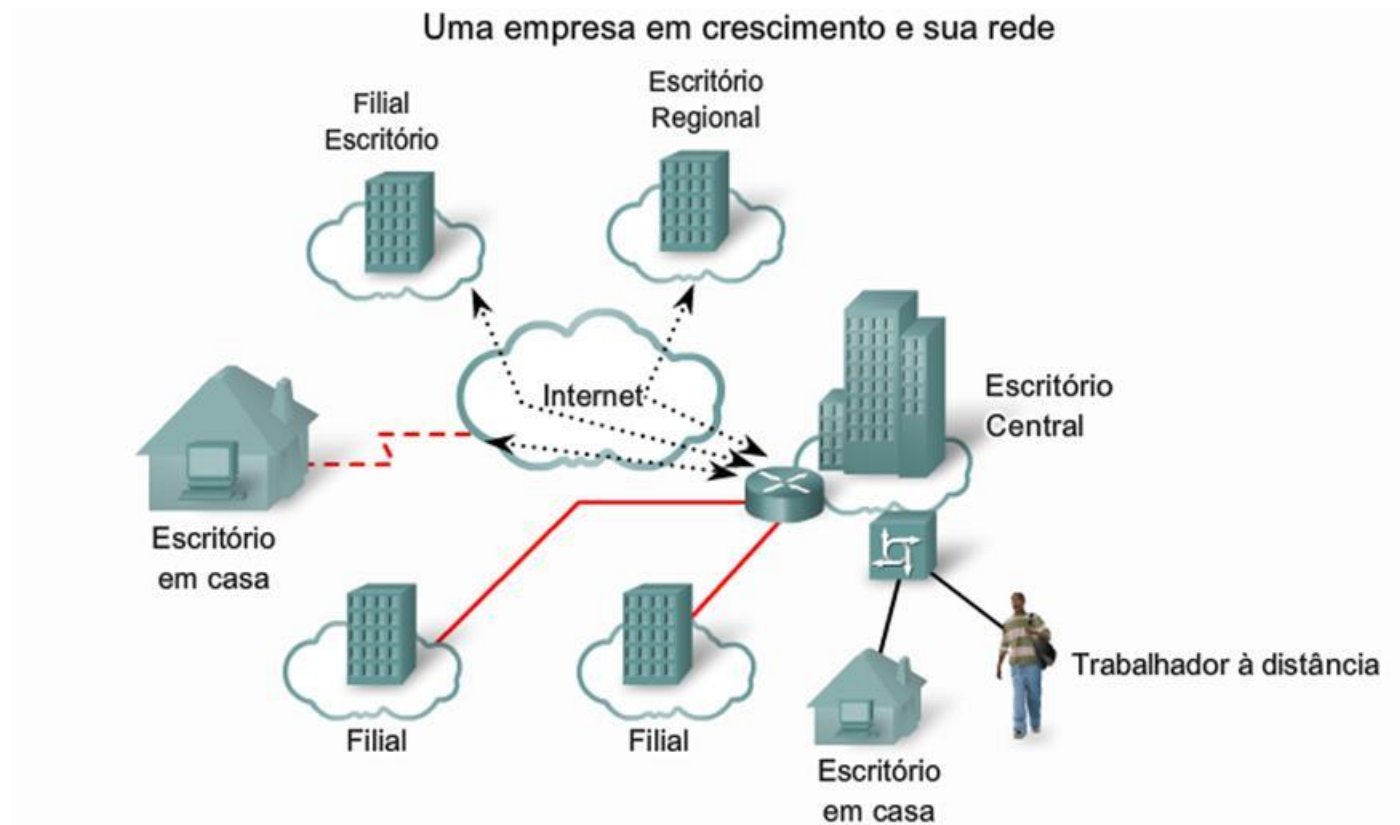 Uma empresa em crescimento e sua rede
Filial
Escritório
Escritório
Regional
Internet
Escritório
Central
Escritório
em casa
Filial
Filial
Escritório
em casa
Trabalhador à distância